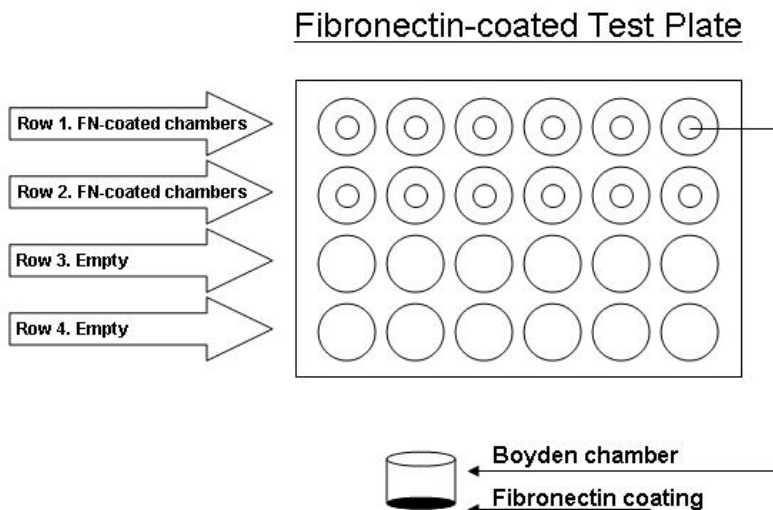 Fibronectin-coated Test Plate
Row 1. FN-coated chambers
Row 2. FN-coated chambers
Row 3. Empty
Row 4. Empty
Boyden chamber
Fibronectin coating